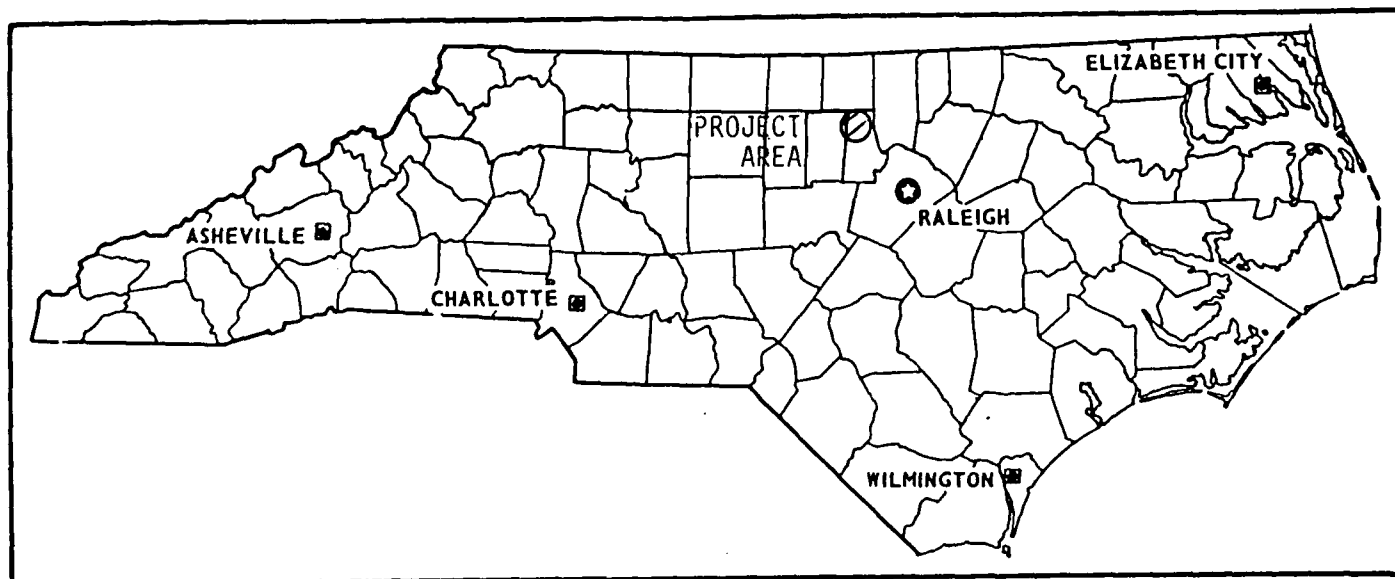 ELIZABETH CITY
PROJECT
AREA
RALEIGH
ASHEVILLE
CHARLOTTE
WILMINGTON